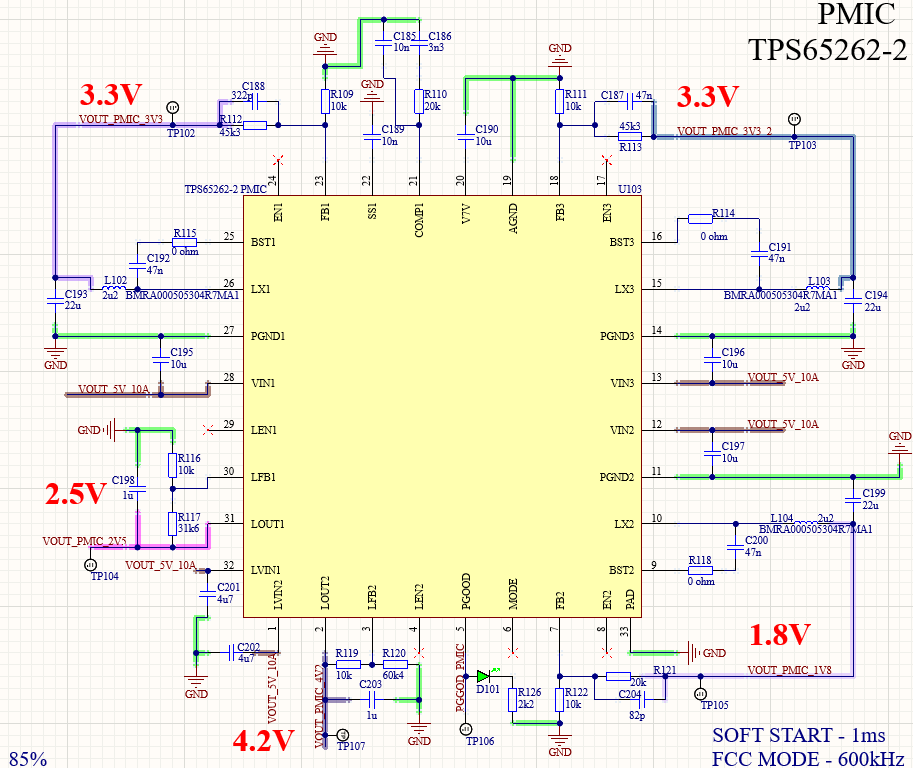 PMIC
TPS65262-2
GND
C185
10n
C186
3n3
GND
3.3V
C188
322p
R109
10k
GND
R110
20k
R111
10k
C187 47n
3.3V
VOUT_PMIC_3V3
TP102
R112
45k3
C189
10n
C190
10u
45k3
R113
VOUT_PMIC_3V3_2
TP103
TPS65262-2 PMIC
U103
24 23 22 21 20 19 18 17
EN1 FB1 SS1 COMP1 V7V AGND FB3 EN3
R115
0 ohm
25 BST1
BST3 16
R114
0 ohm
C192
47n
C191
47n
L102
2u2
BMRA000505304R7MA1
26 LX1
LX3 15
BMRA000505304R7MA1
L103
2u2
C193
22u
C194
22u
27 PGND1
PGND3 14
GND
C195
10u
C196
10u
GND
VOUT_5V_10A
28 VIN1
VIN3 13
VOUT_5V_10A
GND
29 LEN1
VIN2 12
VOUT_5V_10A
GND
R116
10k
C197
10u
C198
1u
30 LFB1
PGND2 11
2.5V
C199
22u
R117
31k6
31 LOUT1
LX2 10
L104 2u2
BMRA000505304R7MA1
VOUT_PMIC_2V5
TP104
C200
47n
VOUT_5V_10A
32 LVIN1
BST2 9
R118
0 ohm
C201
4u7
LVIN2 LOUT2 LFB2 LEN2 PGOOD MODE FB2 EN2 PAD
1 2 3 4 5 6 7 8 33
1.8V
C202
4u7
GND
GND
VOUT_5V_10A
VOUT_PMIC_4V2
R119
10k
R120
60k4
C203
1u
PGGOD_PMIC
D101
R126
2k2
R122
10k
R121
20k
C204
82p
VOUT_PMIC_1V8
TP105
4.2V
TP107
GND
TP106
GND
SOFT START - 1ms
FCC MODE - 600kHz
85%